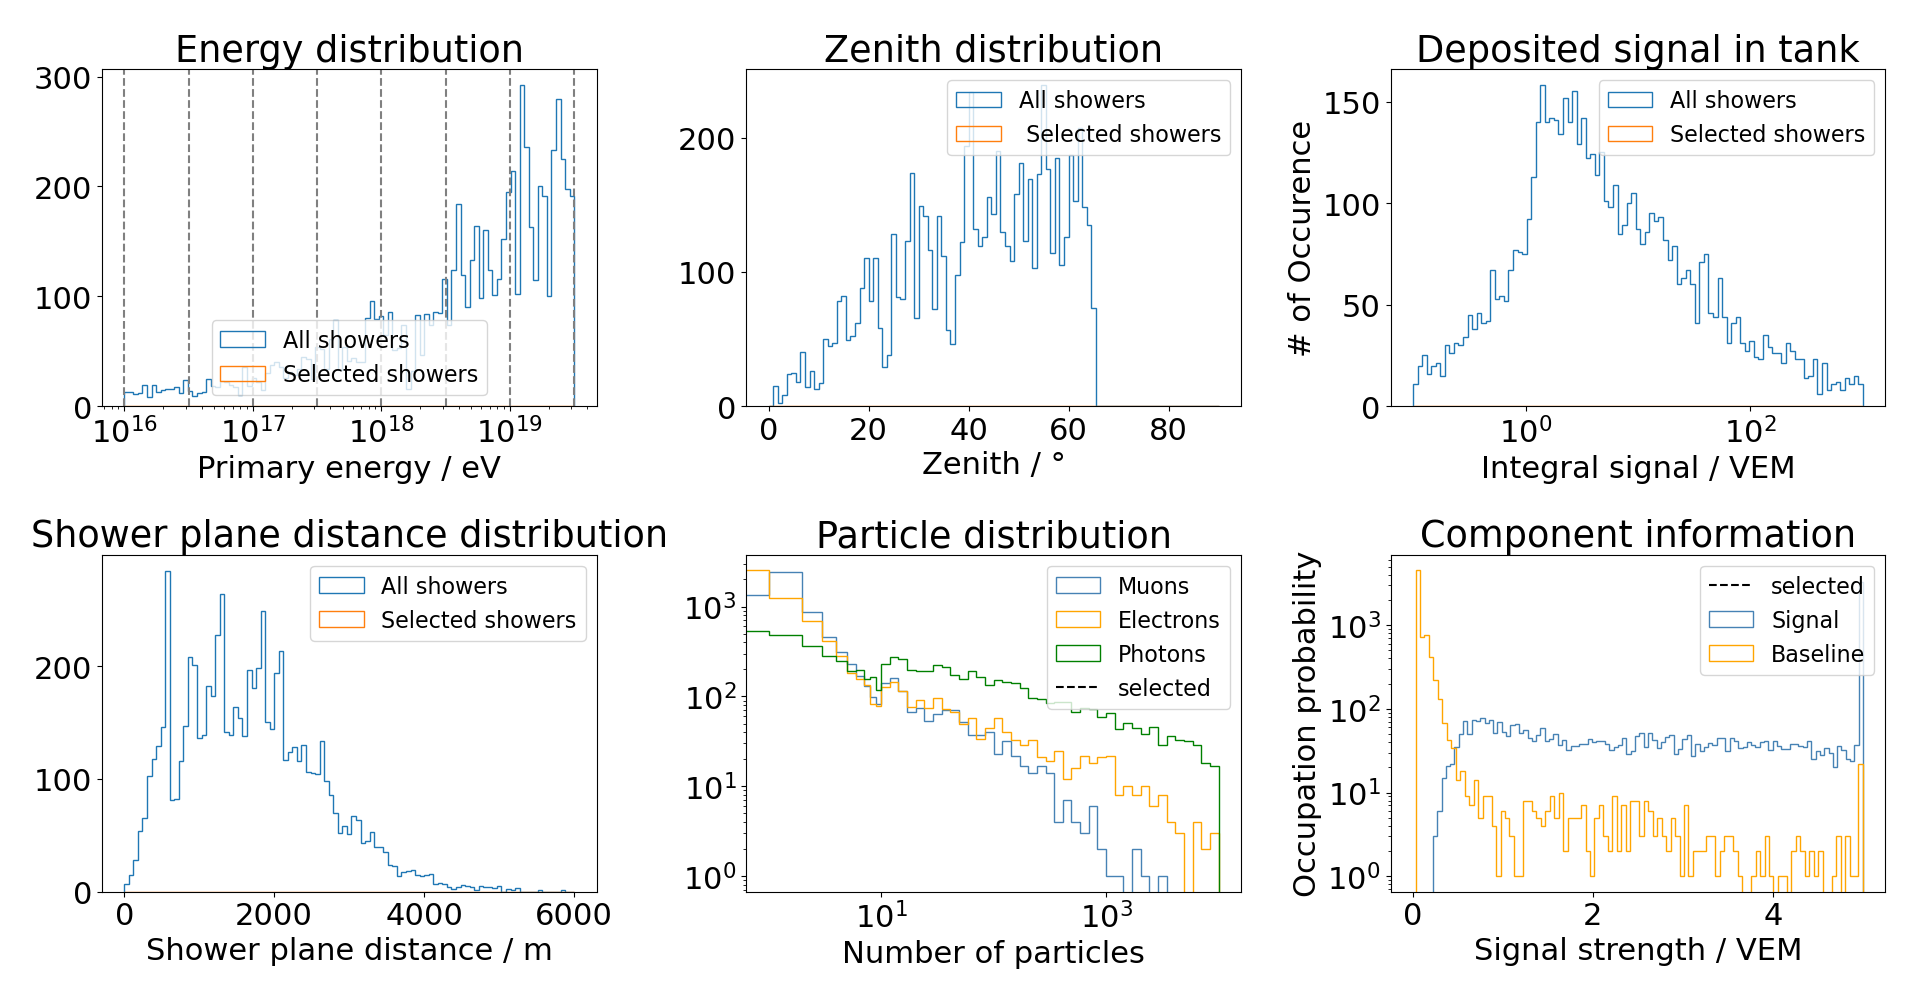 Energy distribution
300
200
100
0
10^16
10^17
10^18
10^19
Primary energy / eV
All showers
Selected showers
Zenith distribution
200
100
0
0
20
40
60
80
Zenith / °
All showers
Selected showers
Deposited signal in tank
# of Occurence
150
100
50
0
10^0
10^2
Integral signal / VEM
All showers
Selected showers
Shower plane distance distribution
200
100
0
0
2000
4000
6000
Shower plane distance / m
All showers
Selected showers
Particle distribution
10^3
10^2
10^1
10^0
10^1
10^3
Number of particles
Muons
Electrons
Photons
selected
Component information
Occupation probability
10^3
10^2
10^1
10^0
0
2
4
Signal strength / VEM
selected
Signal
Baseline